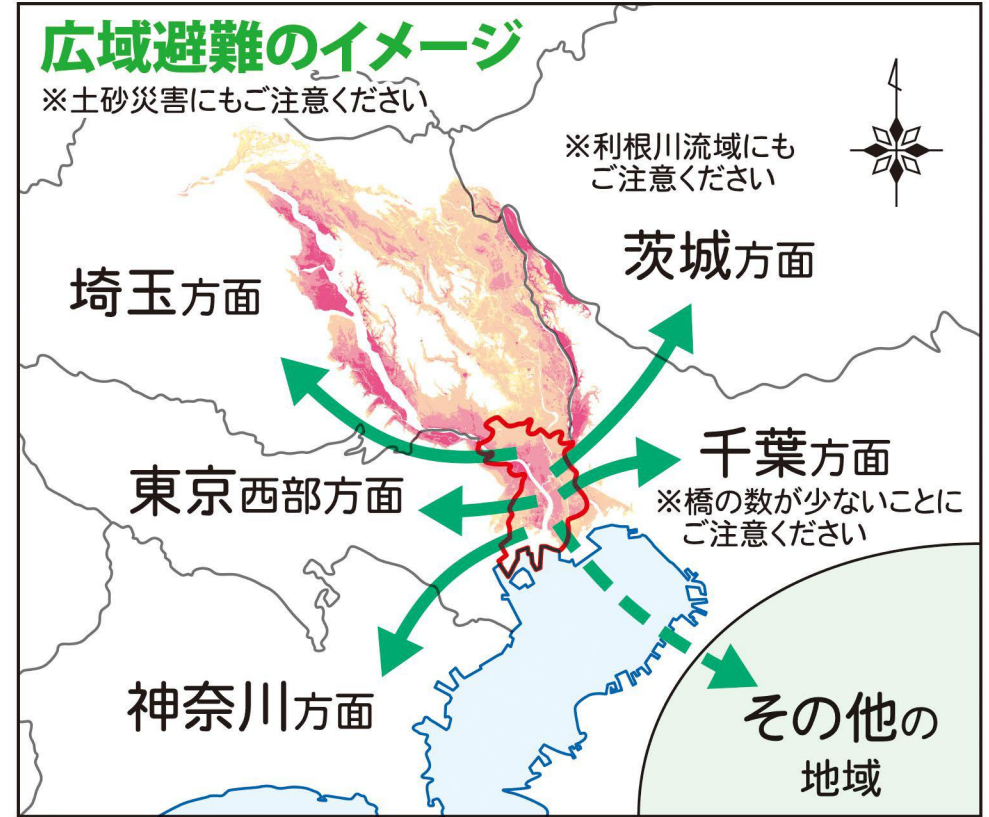 広域避難のイメージ
※土砂災害にもご注意ください
※利根川流域にも
ご注意ください
茨城方面
埼玉方面
千葉方面
※橋の数が少ないことに
ご注意ください
東京西部方面
神奈川方面
その他の
地域